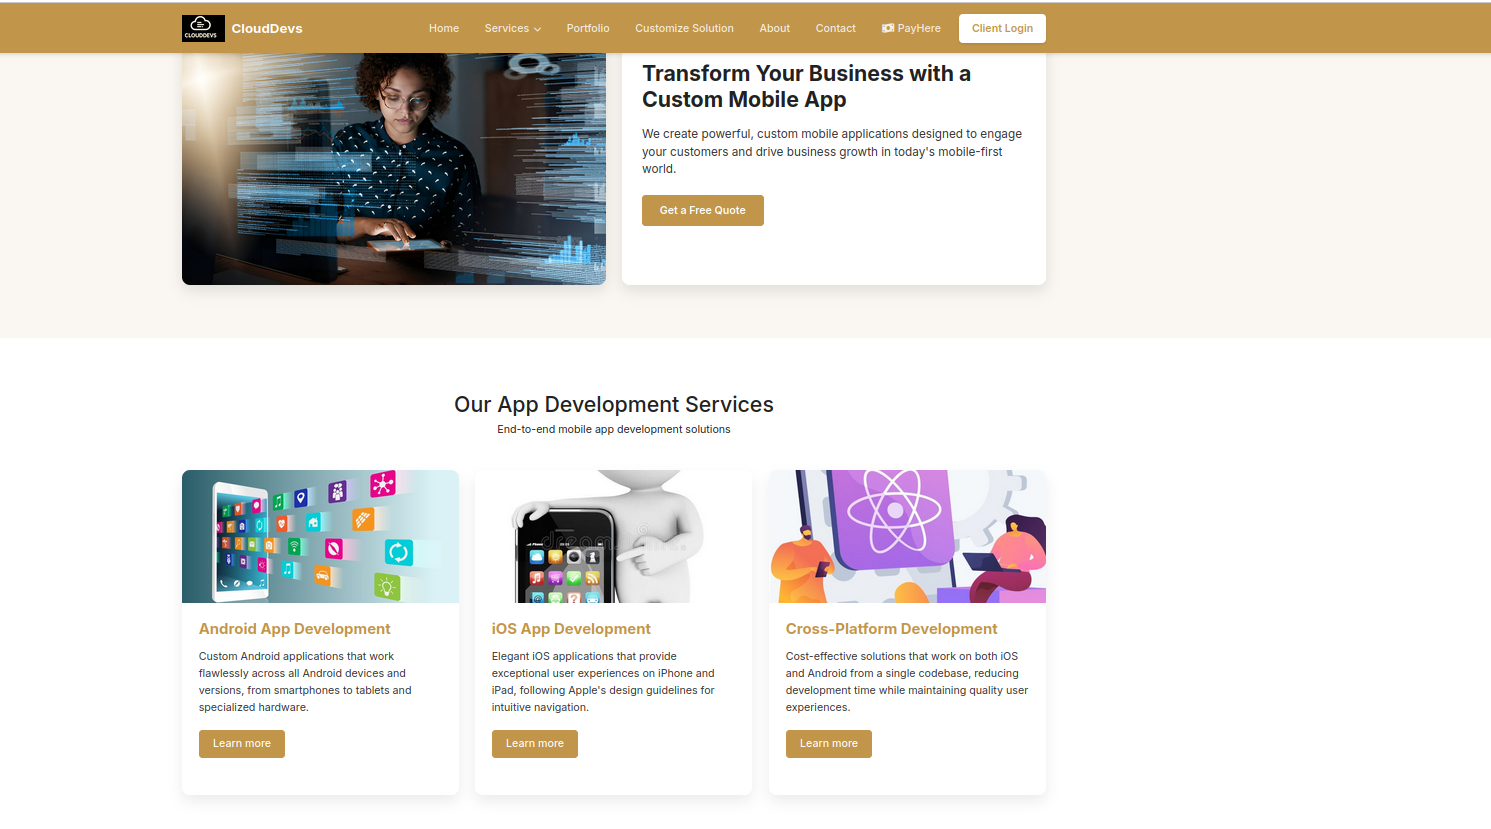 CLOUDDEVS
CloudDevs
Home
Services
Portfolio
Customize Solution
About
Contact
PayHere
Client Login
Transform Your Business with a
Custom Mobile App
We create powerful, custom mobile applications designed to engage
your customers and drive business growth in today's mobile-first
world.
Get a Free Quote
Our App Development Services
End-to-end mobile app development solutions
dreamstime
Android App Development
Custom Android applications that work
flawlessly across all Android devices and
versions, from smartphones to tablets and
specialized hardware.
Learn more
iOS App Development
Elegant iOS applications that provide
exceptional user experiences on iPhone and
iPad, following Apple's design guidelines for
intuitive navigation.
Learn more
Cross-Platform Development
Cost-effective solutions that work on both iOS
and Android from a single codebase, reducing
development time while maintaining quality user
experiences.
Learn more